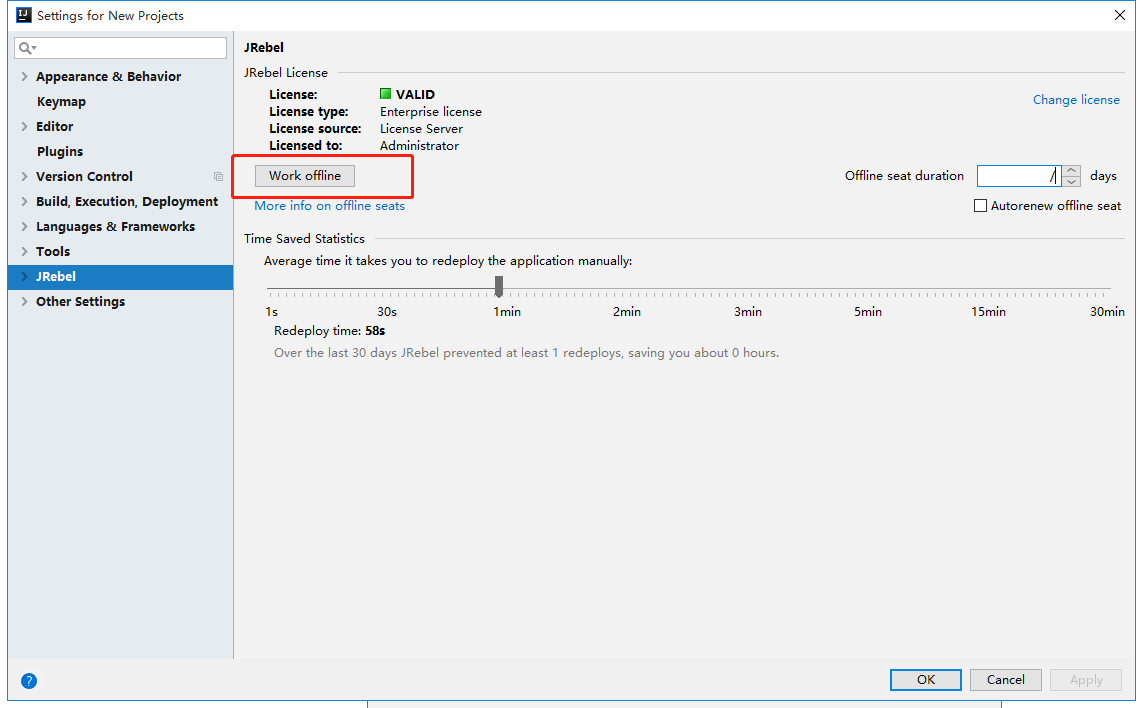 Settings for New Projects
JRebel
Appearance & Behavior
Keymap
Editor
Plugins
Version Control
Build, Execution, Deployment
Languages & Frameworks
Tools
JRebel
Other Settings
JRebel License
License: VALID
Change license
License type: Enterprise license
License source: License Server
Licensed to: Administrator
Work offline
Offline seat duration / days
More info on offline seats
Autorenew offline seat
Time Saved Statistics
Average time it takes you to redeploy the application manually:
1s 30s 1min 2min 3min 5min 15min 30min
Redeploy time: 58s
Over the last 30 days JRebel prevented at least 1 redeploys, saving you about 0 hours.
? OK Cancel Apply